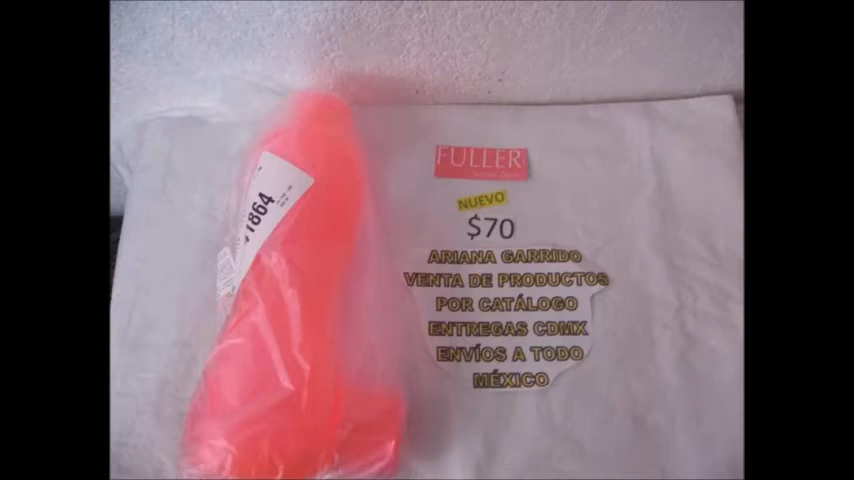 FULLER
NUEVO
$70
ARIANA GARRIDO
VENTA DE PRODUCTOS
POR CATÁLOGO
ENTREGAS CDMX
ENVÍOS A TODO
MÉXICO
1864